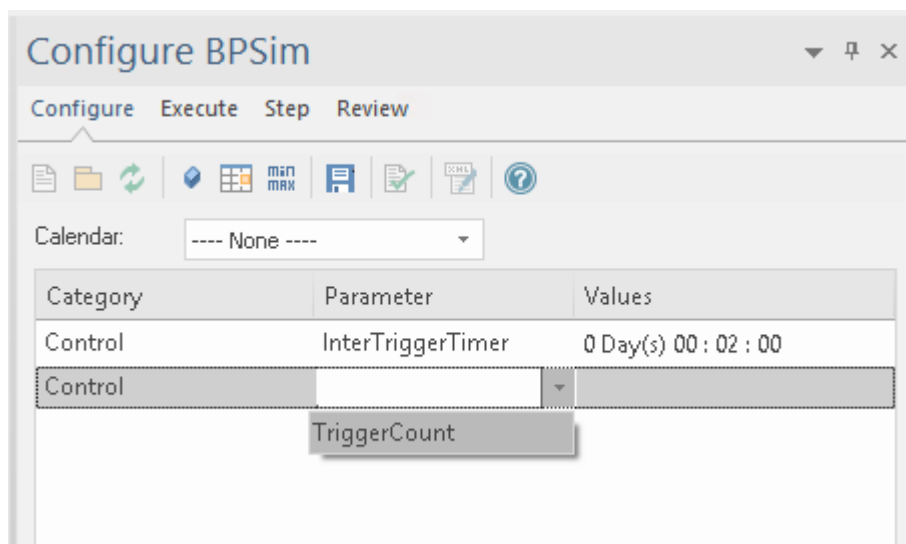 Configure BPSim
Configure Execute Step Review
min
max
XML
Calendar: ---- None ----
Category Parameter Values
Control InterTriggerTimer 0 Day(s) 00 : 02 : 00
Control
TriggerCount